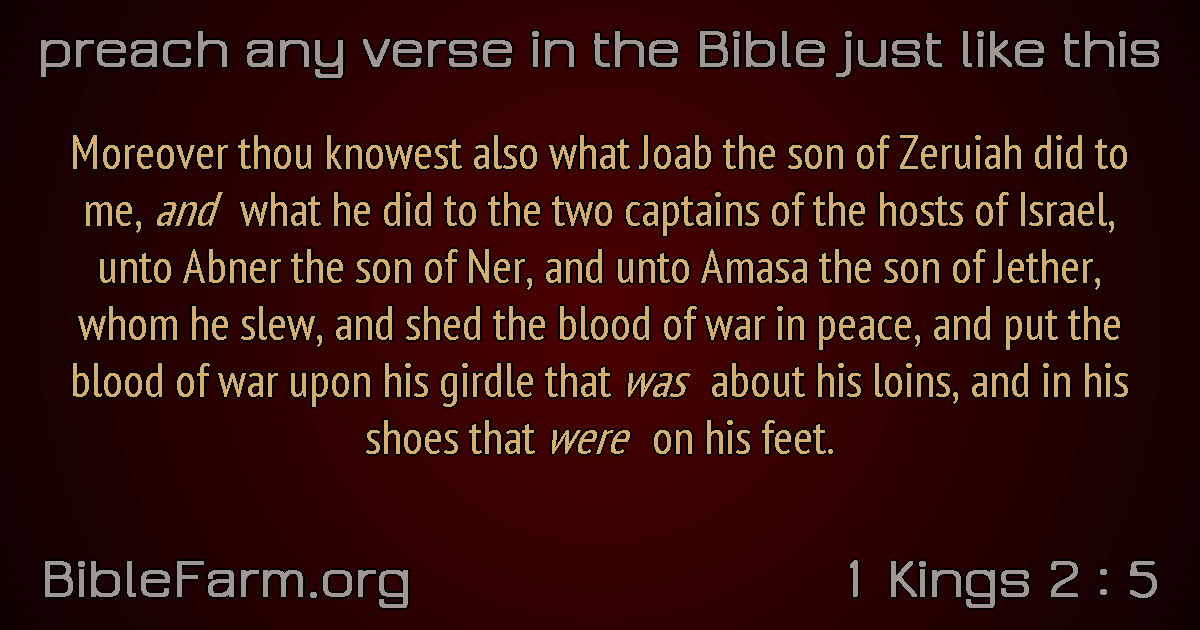 preach any verse in the Bible just like this
Moreover thou knowest also what Joab the son of Zeruiah did to
me, and what he did to the two captains of the hosts of Israel,
unto Abner the son of Ner, and unto Amasa the son of Jether,
whom he slew, and shed the blood of war in peace, and put the
blood of war upon his girdle that was about his loins, and in his
shoes that were on his feet.
BibleFarm.org
1 Kings 2 : 5